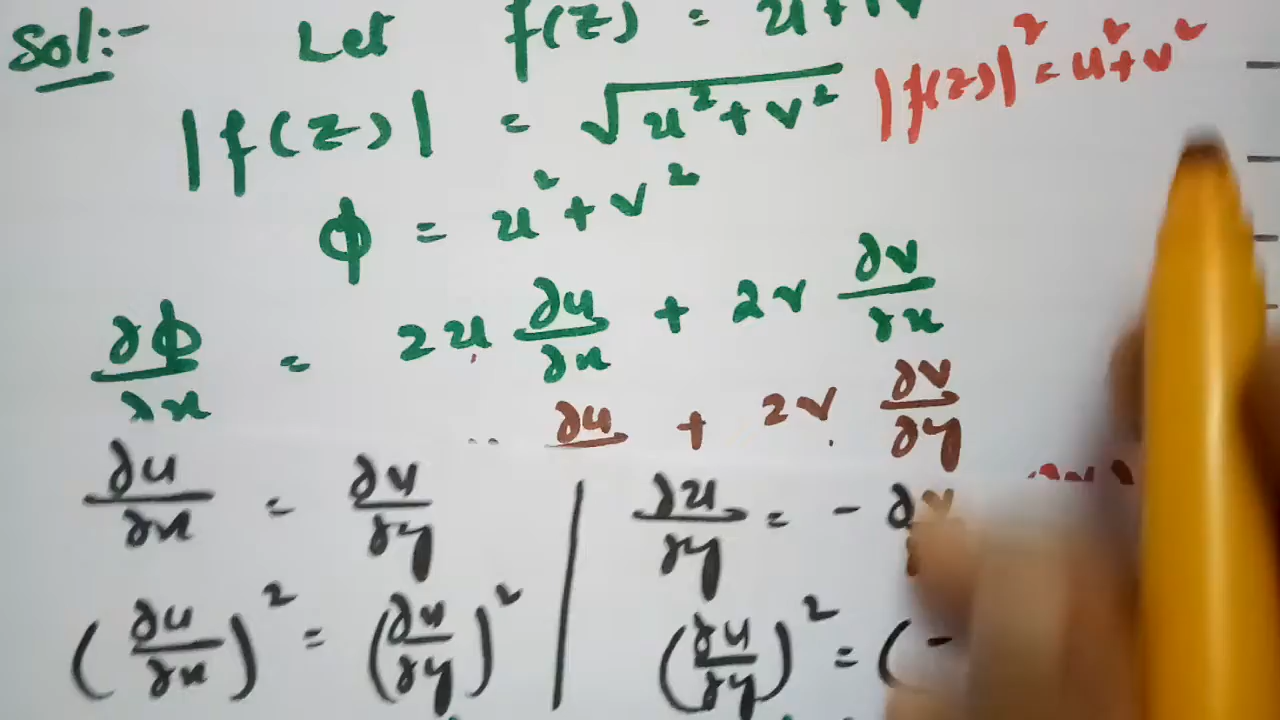 Sol:- Let f(z) = u+iv
|f(z)| = √u²+v² |f(z)|² = u²+v²
ϕ = u²+v²
∂ϕ/∂x = 2u ∂u/∂x + 2v ∂v/∂x
∂u + 2v ∂v/∂y
∂u/∂x = ∂v/∂y | ∂u/∂y = - ∂v
(∂u/∂x)² = (∂v/∂y)² | (∂u/∂y)² = (-